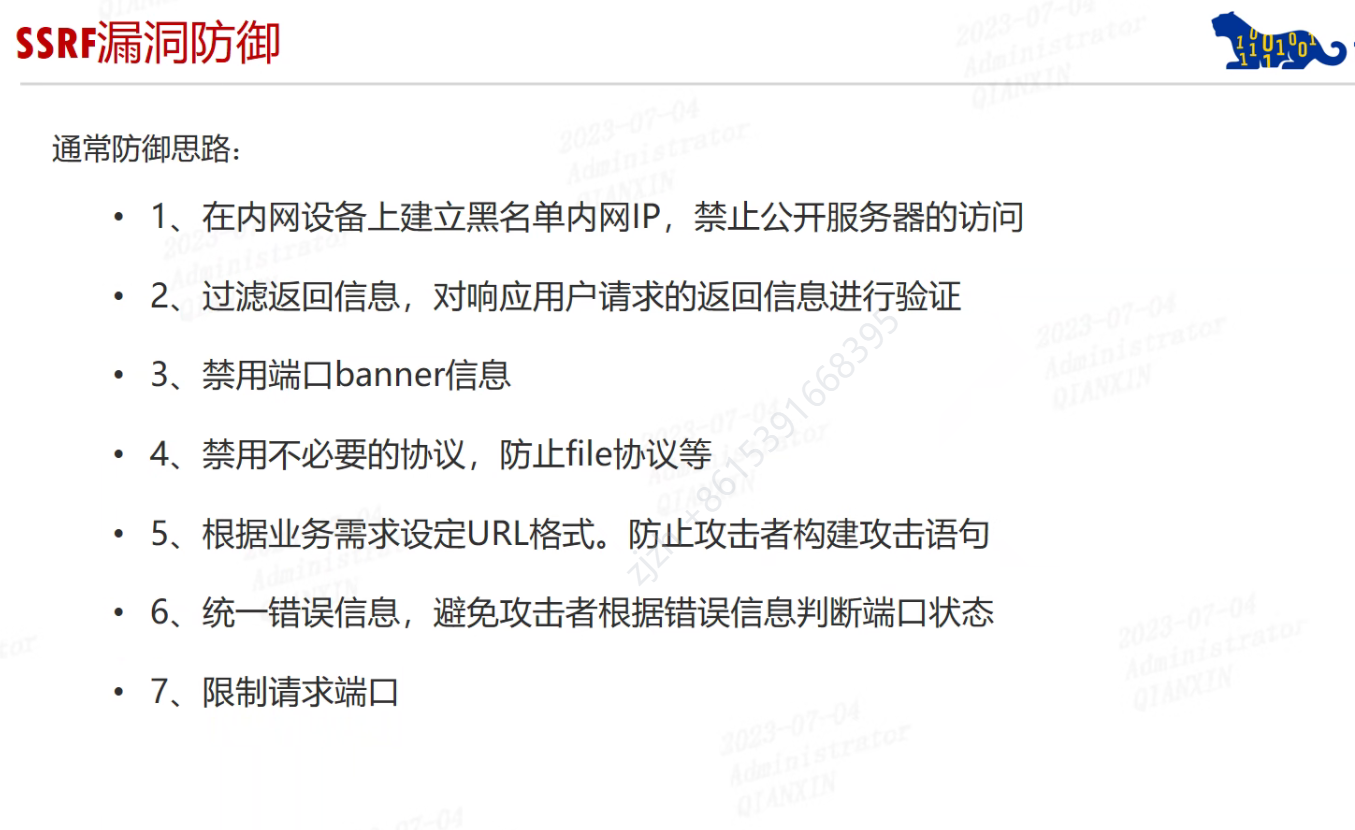 SSRF漏洞防御
2023-07-04
Administrator
QIANXIN
通常防御思路:
2023-07-04
Administrator
QIANXIN
• 1、在内网设备上建立黑名单内网IP，禁止公开服务器的访问
• 2、过滤返回信息，对响应用户请求的返回信息进行验证
2023-07-04
Administrator
QIANXIN
• 3、禁用端口banner信息
• 4、禁用不必要的协议，防止file协议等
zjzn +8615391668395
• 5、根据业务需求设定URL格式。防止攻击者构建攻击语句
• 6、统一错误信息，避免攻击者根据错误信息判断端口状态
2023-07-04
Administrator
QIANXIN
• 7、限制请求端口
2023-07-04
Administrator
QIANXIN